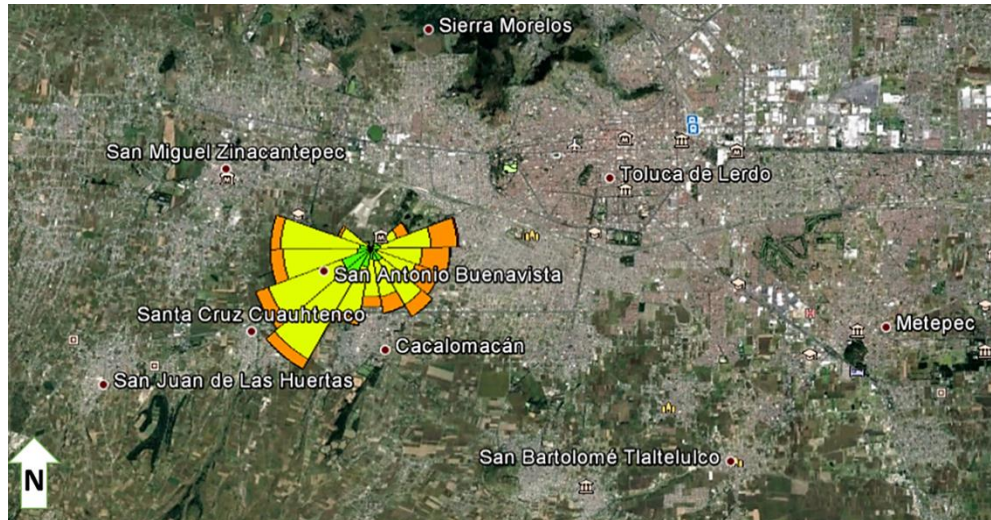 Sierra Morelos
San Miguel Zinacantepec
Toluca de Lerdo
San Antonio Buenavista
Santa Cruz Cuauhtenco
Metepec
Cacalomacán
San Juan de Las Huertas
San Bartolomé Tlaltelulco
N